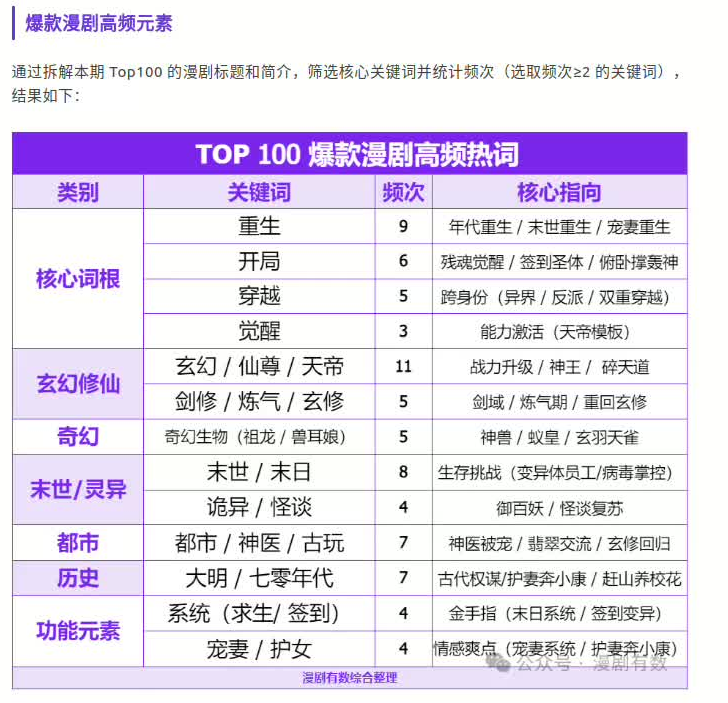 爆款漫剧高频元素
通过拆解本期 Top100 的漫剧标题和简介，筛选核心关键词并统计频次（选取频次≥2 的关键词），
结果如下：
TOP 100 爆款漫剧高频热词
类别 关键词 频次 核心指向
核心词根
重生 9 年代重生 / 末世重生 / 宠妻重生
开局 6 残魂觉醒 / 签到圣体 / 俯卧撑轰神
穿越 5 跨身份（异界 / 反派 / 双重穿越）
觉醒 3 能力激活（天帝模板）
玄幻修仙
玄幻 / 仙尊 / 天帝 11 战力升级 / 神王 / 碎天道
剑修 / 炼气 / 玄修 5 剑域 / 炼气期 / 重回玄修
奇幻 奇幻生物（祖龙 / 兽耳娘） 5 神兽 / 蚁皇 / 玄羽天雀
末世/灵异
末世 / 末日 8 生存挑战（变异体员工/病毒掌控）
诡异 / 怪谈 4 御百妖 / 怪谈复苏
都市 都市 / 神医 / 古玩 7 神医被宠 / 翡翠交流 / 玄修回归
历史 大明 / 七零年代 7 古代权谋/护妻奔小康 / 赶山养校花
功能元素
系统（求生/ 签到） 4 金手指（末日系统 / 签到变异）
宠妻 / 护女 4 情感爽点（宠妻系统 / 护妻奔小康）
公众号 · 漫剧有数
漫剧有数综合整理